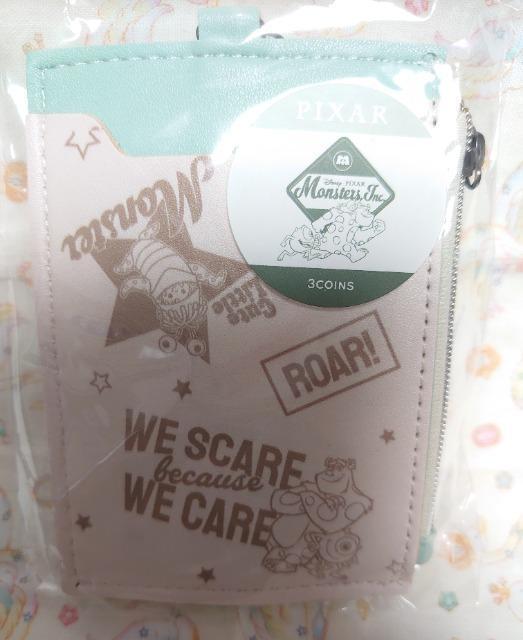 PIXAR
M
Disney PIXAR
Monsters, Inc.
3COINS
Monster
Cute
Little
ROAR!
WE SCARE
because
WE CARE